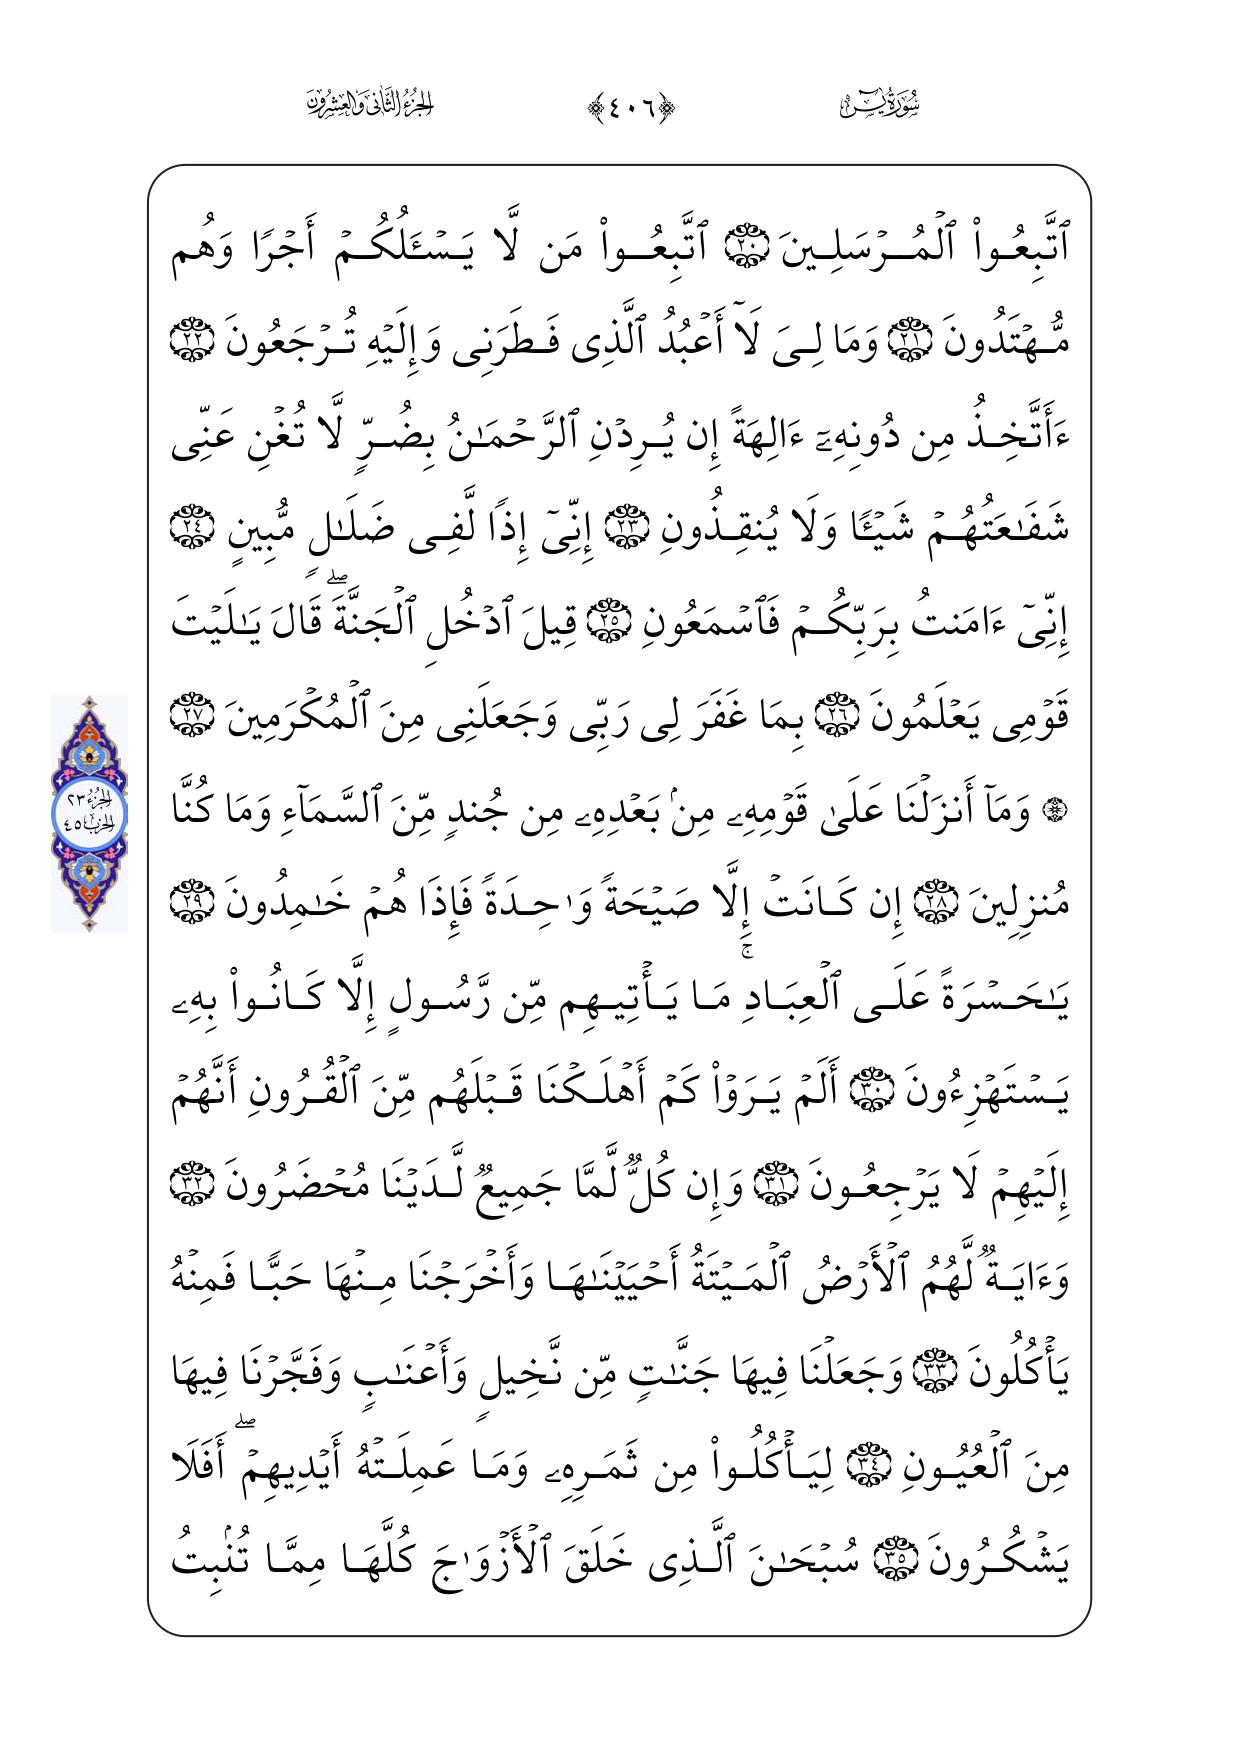 سُورَةُ يسٓ ﴿٤٠٦﴾ الجُزءُ الثَّانِى وَالعِشْرُونَ
ٱتَّبِعُوا۟ ٱلْمُرْسَلِينَ ٢٠ ٱتَّبِعُوا۟ مَن لَّا يَسْـَٔلُكُمْ أَجْرًا وَهُم
مُّهْتَدُونَ ٢١ وَمَا لِىَ لَآ أَعْبُدُ ٱلَّذِى فَطَرَنِى وَإِلَيْهِ تُرْجَعُونَ ٢٢
ءَأَتَّخِذُ مِن دُونِهِۦٓ ءَالِهَةً إِن يُرِدْنِ ٱلرَّحْمَـٰنُ بِضُرٍّ لَّا تُغْنِ عَنِّى
شَفَـٰعَتُهُمْ شَيْـًٔا وَلَا يُنقِذُونِ ٢٣ إِنِّىٓ إِذًا لَّفِى ضَلَـٰلٍ مُّبِينٍ ٢٤
إِنِّىٓ ءَامَنتُ بِرَبِّكُمْ فَٱسْمَعُونِ ٢٥ قِيلَ ٱدْخُلِ ٱلْجَنَّةَ ۖ قَالَ يَـٰلَيْتَ
قَوْمِى يَعْلَمُونَ ٢٦ بِمَا غَفَرَ لِى رَبِّى وَجَعَلَنِى مِنَ ٱلْمُكْرَمِينَ ٢٧
۞ وَمَآ أَنزَلْنَا عَلَىٰ قَوْمِهِۦ مِنۢ بَعْدِهِۦ مِن جُندٍ مِّنَ ٱلسَّمَآءِ وَمَا كُنَّا
مُنزِلِينَ ٢٨ إِن كَانَتْ إِلَّا صَيْحَةً وَٰحِدَةً فَإِذَا هُمْ خَـٰمِدُونَ ٢٩
يَـٰحَسْرَةً عَلَى ٱلْعِبَادِ ۚ مَا يَأْتِيهِم مِّن رَّسُولٍ إِلَّا كَانُوا۟ بِهِۦ
يَسْتَهْزِءُونَ ٣٠ أَلَمْ يَرَوْا۟ كَمْ أَهْلَكْنَا قَبْلَهُم مِّنَ ٱلْقُرُونِ أَنَّهُمْ
إِلَيْهِمْ لَا يَرْجِعُونَ ٣١ وَإِن كُلٌّ لَّمَّا جَمِيعٌ لَّدَيْنَا مُحْضَرُونَ ٣٢
وَءَايَةٌ لَّهُمُ ٱلْأَرْضُ ٱلْمَيْتَةُ أَحْيَيْنَـٰهَا وَأَخْرَجْنَا مِنْهَا حَبًّا فَمِنْهُ
يَأْكُلُونَ ٣٣ وَجَعَلْنَا فِيهَا جَنَّـٰتٍ مِّن نَّخِيلٍ وَأَعْنَـٰبٍ وَفَجَّرْنَا فِيهَا
مِنَ ٱلْعُيُونِ ٣٤ لِيَأْكُلُوا۟ مِن ثَمَرِهِۦ وَمَا عَمِلَتْهُ أَيْدِيهِمْ ۖ أَفَلَا
يَشْكُرُونَ ٣٥ سُبْحَـٰنَ ٱلَّذِى خَلَقَ ٱلْأَزْوَٰجَ كُلَّهَا مِمَّا تُنۢبِتُ
الجزء ٢٣
الحزب ٤٥